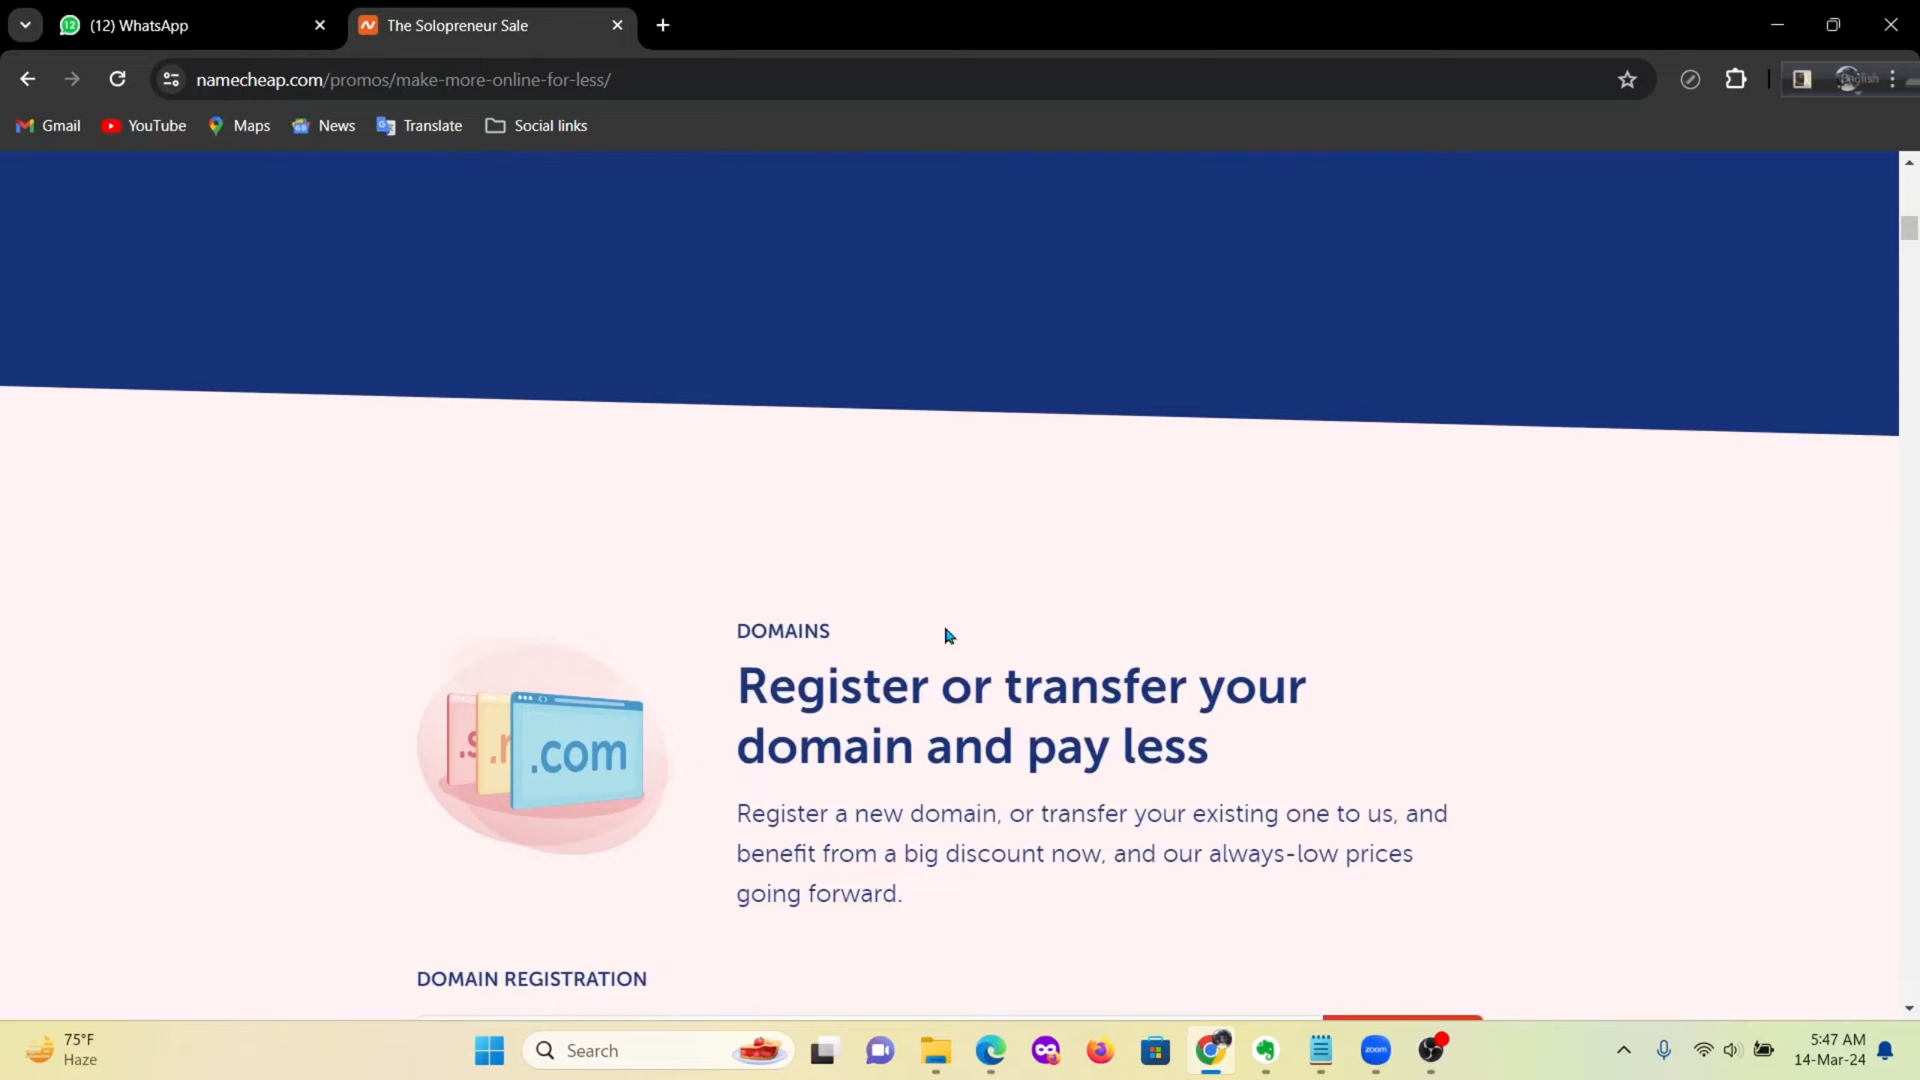 (12) WhatsApp
The Solopreneur Sale
namecheap.com/promos/make-more-online-for-less/
English
Gmail
YouTube
Maps
News
Translate
Social links
.com
DOMAINS
Register or transfer your
domain and pay less
Register a new domain, or transfer your existing one to us, and
benefit from a big discount now, and our always-low prices
going forward.
DOMAIN REGISTRATION
75°F
Haze
Search
zoom
5:47 AM
14-Mar-24